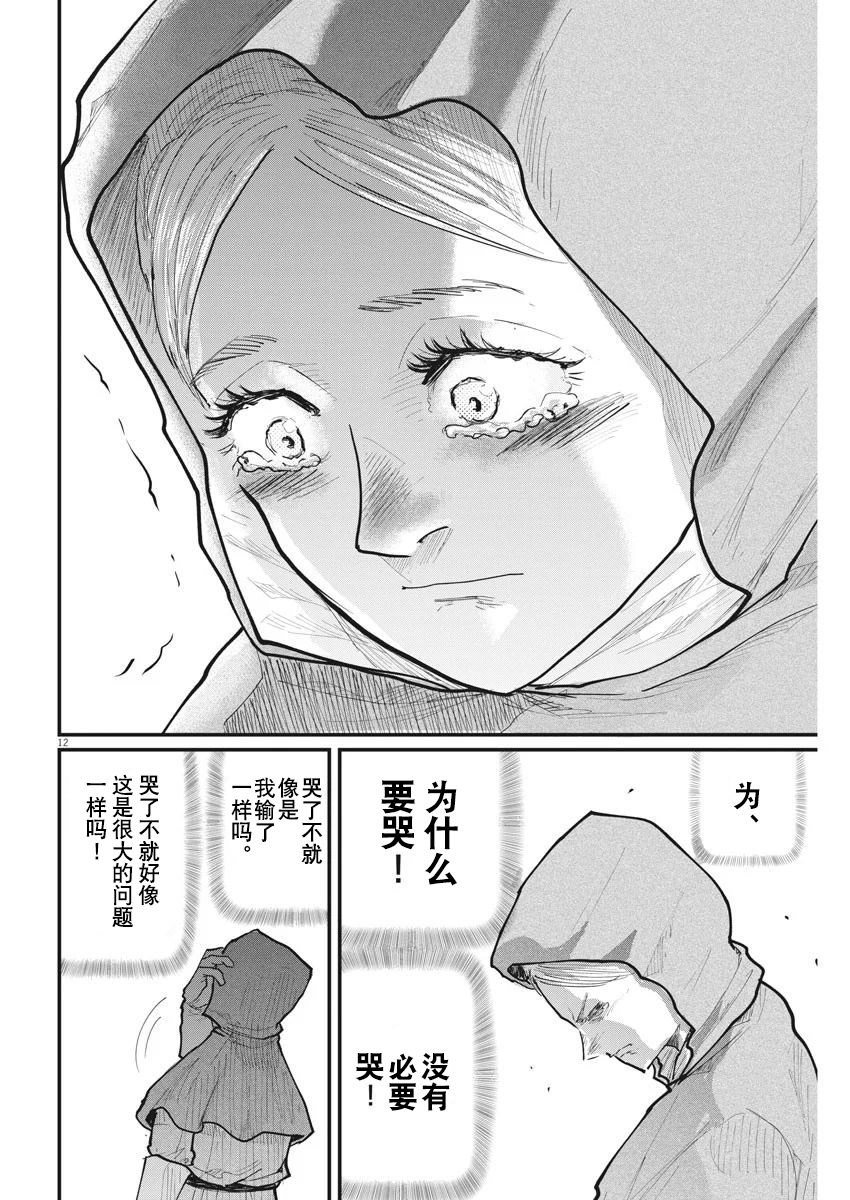 12
为、
为什么
要哭！
没有
必要
哭！
哭了不就
像是
我输了
一样吗。
哭了不就好像
这是很大的问题
一样吗！